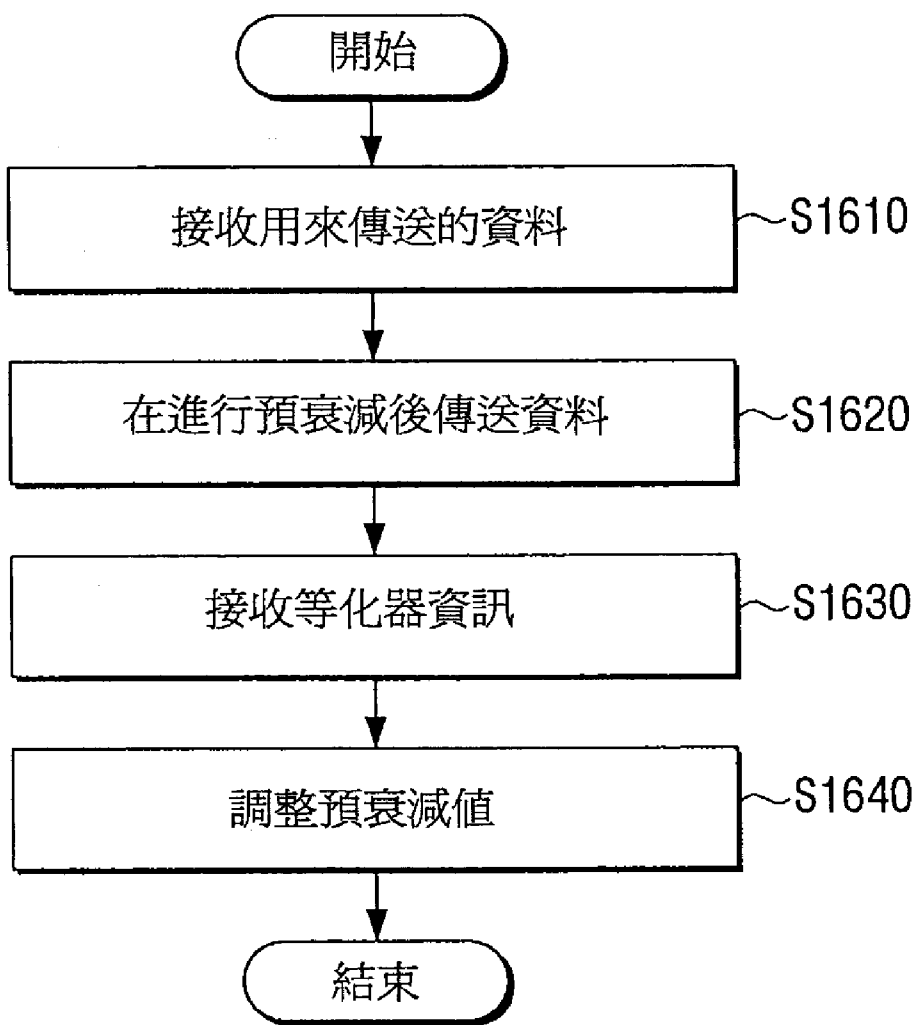 開始
接收用來傳送的資料
S1610
在進行預衰減後傳送資料
S1620
接收等化器資訊
S1630
調整預衰減值
S1640
結束